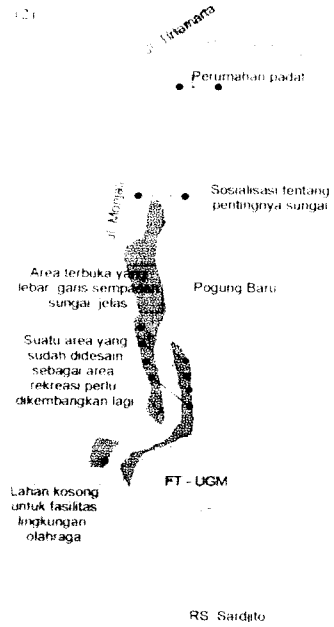 (2)
Jl. Tirtamarta
Perumahan padat
Jl. Monjali
Sosialisasi tentang
pentingnya sungai
Area terbuka yang
lebar garis sempadan
sungai jelas
Pogung Baru
Suatu area yang
sudah didesain
sebagai area
rekreasi perlu
dikembangkan lagi
FT - UGM
Lahan kosong
untuk fasilitas
lingkungan
olahraga
RS Sardjito